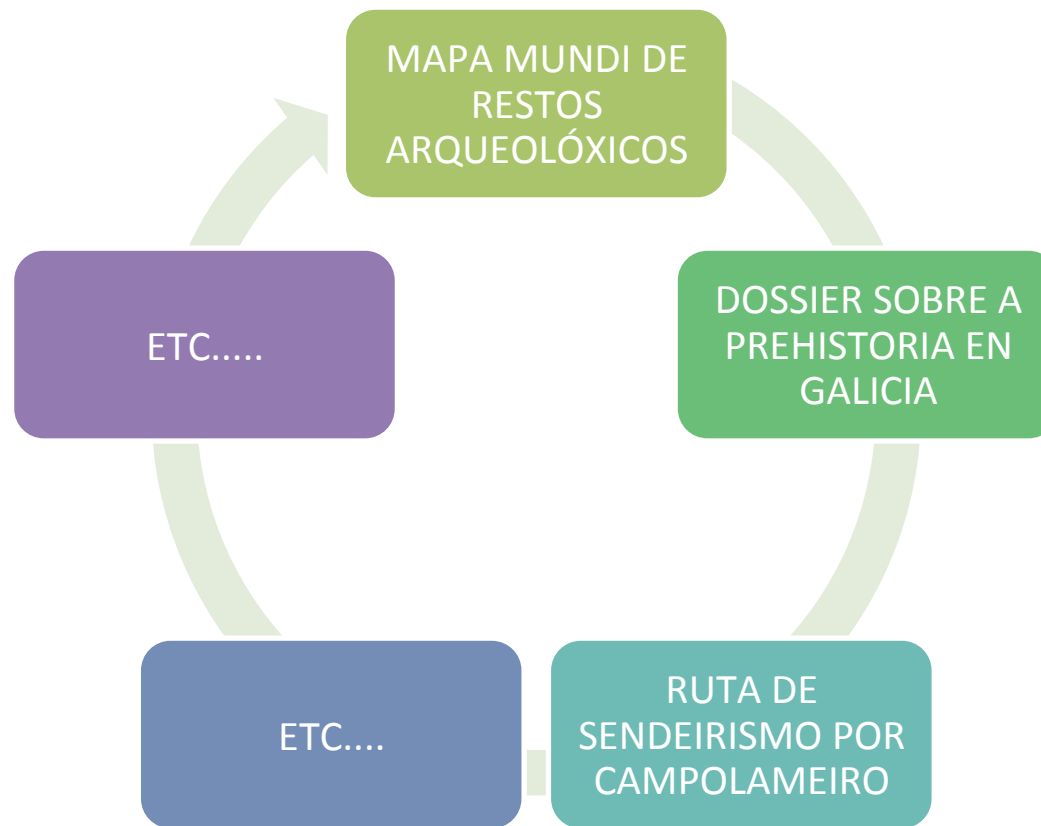 MAPA MUNDI DE
RESTOS
ARQUEOLÓXICOS
DOSSIER SOBRE A
PREHISTORIA EN
GALICIA
RUTA DE
SENDEIRISMO POR
CAMPOLAMEIRO
ETC....
ETC.....